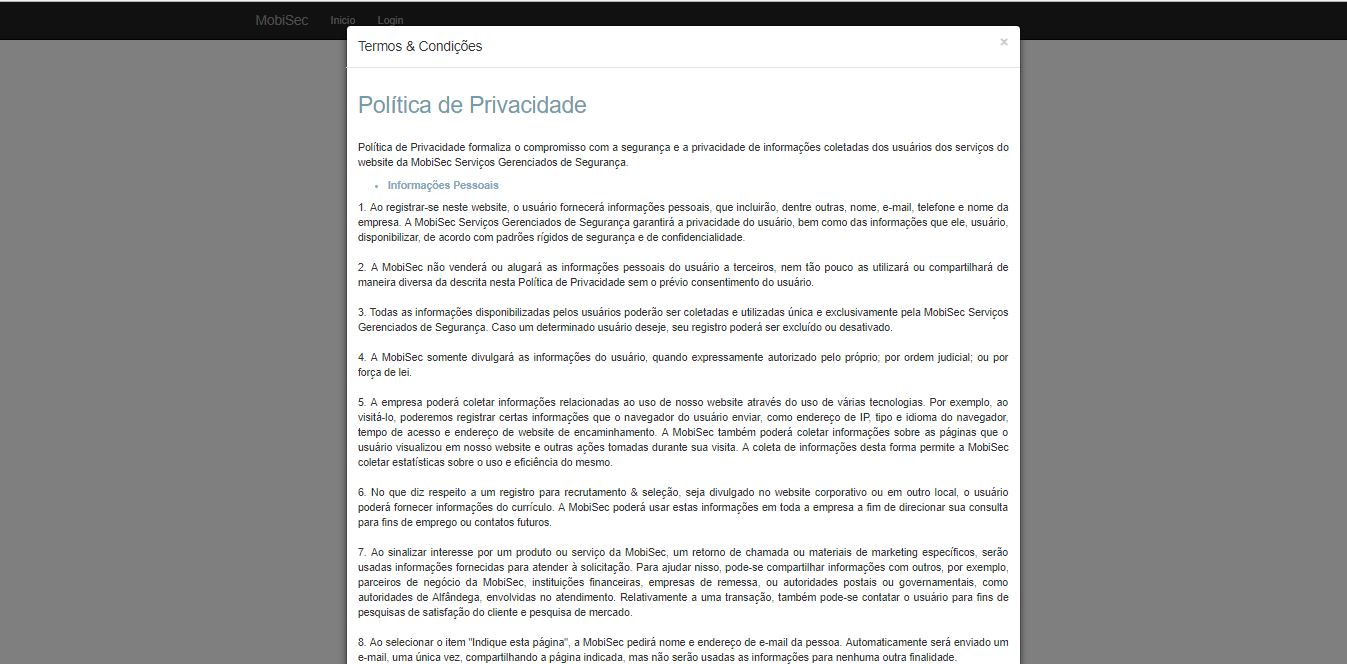 MobiSec Inicio Login
Termos & Condições ×
Política de Privacidade
Política de Privacidade formaliza o compromisso com a segurança e a privacidade de informações coletadas dos usuários dos serviços do
website da MobiSec Serviços Gerenciados de Segurança.
• Informações Pessoais
1. Ao registrar-se neste website, o usuário fornecerá informações pessoais, que incluirão, dentre outras, nome, e-mail, telefone e nome da
empresa. A MobiSec Serviços Gerenciados de Segurança garantirá a privacidade do usuário, bem como das informações que ele, usuário,
disponibilizar, de acordo com padrões rígidos de segurança e de confidencialidade.
2. A MobiSec não venderá ou alugará as informações pessoais do usuário a terceiros, nem tão pouco as utilizará ou compartilhará de
maneira diversa da descrita nesta Política de Privacidade sem o prévio consentimento do usuário.
3. Todas as informações disponibilizadas pelos usuários poderão ser coletadas e utilizadas única e exclusivamente pela MobiSec Serviços
Gerenciados de Segurança. Caso um determinado usuário deseje, seu registro poderá ser excluído ou desativado.
4. A MobiSec somente divulgará as informações do usuário, quando expressamente autorizado pelo próprio; por ordem judicial; ou por
força de lei.
5. A empresa poderá coletar informações relacionadas ao uso de nosso website através do uso de várias tecnologias. Por exemplo, ao
visitá-lo, poderemos registrar certas informações que o navegador do usuário enviar, como endereço de IP, tipo e idioma do navegador,
tempo de acesso e endereço de website de encaminhamento. A MobiSec também poderá coletar informações sobre as páginas que o
usuário visualizou em nosso website e outras ações tomadas durante sua visita. A coleta de informações desta forma permite a MobiSec
coletar estatísticas sobre o uso e eficiência do mesmo.
6. No que diz respeito a um registro para recrutamento & seleção, seja divulgado no website corporativo ou em outro local, o usuário
poderá fornecer informações do currículo. A MobiSec poderá usar estas informações em toda a empresa a fim de direcionar sua consulta
para fins de emprego ou contatos futuros.
7. Ao sinalizar interesse por um produto ou serviço da MobiSec, um retorno de chamada ou materiais de marketing específicos, serão
usadas informações fornecidas para atender à solicitação. Para ajudar nisso, pode-se compartilhar informações com outros, por exemplo,
parceiros de negócio da MobiSec, instituições financeiras, empresas de remessa, ou autoridades postais ou governamentais, como
autoridades de Alfândega, envolvidas no atendimento. Relativamente a uma transação, também pode-se contatar o usuário para fins de
pesquisas de satisfação do cliente e pesquisa de mercado.
8. Ao selecionar o item "Indique esta página", a MobiSec pedirá nome e endereço de e-mail da pessoa. Automaticamente será enviado um
e-mail, uma única vez, compartilhando a página indicada, mas não serão usadas as informações para nenhuma outra finalidade.